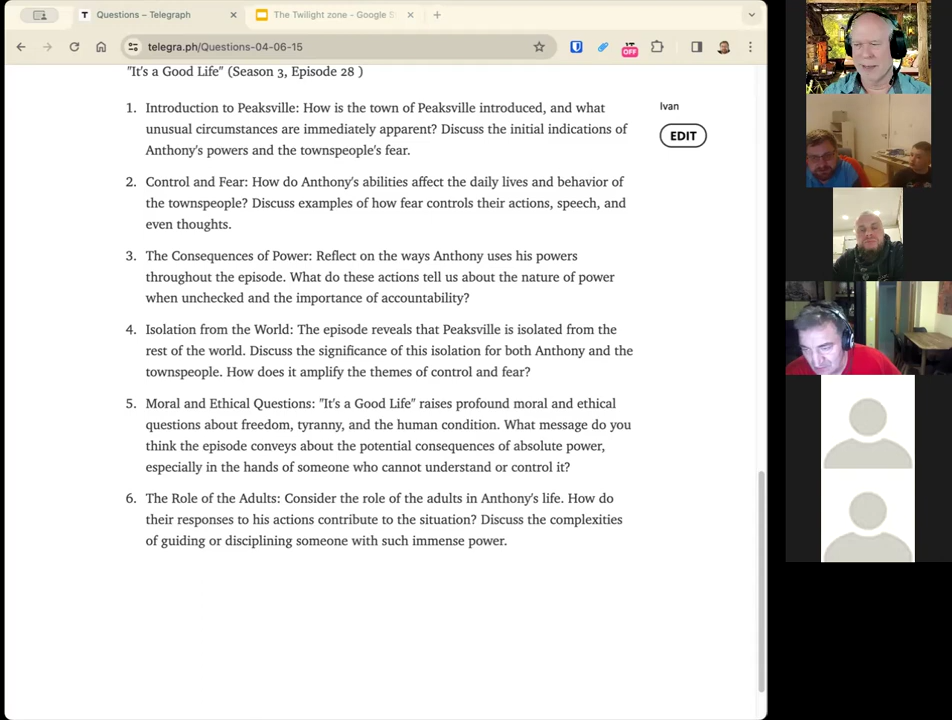 Questions – Telegraph
The Twilight zone - Google S
telegra.ph/Questions-04-06-15
OFF
"It's a Good Life" (Season 3, Episode 28 )
1. Introduction to Peaksville: How is the town of Peaksville introduced, and what
unusual circumstances are immediately apparent? Discuss the initial indications of
Anthony's powers and the townspeople's fear.
Ivan
EDIT
2. Control and Fear: How do Anthony's abilities affect the daily lives and behavior of
the townspeople? Discuss examples of how fear controls their actions, speech, and
even thoughts.
3. The Consequences of Power: Reflect on the ways Anthony uses his powers
throughout the episode. What do these actions tell us about the nature of power
when unchecked and the importance of accountability?
4. Isolation from the World: The episode reveals that Peaksville is isolated from the
rest of the world. Discuss the significance of this isolation for both Anthony and the
townspeople. How does it amplify the themes of control and fear?
5. Moral and Ethical Questions: "It's a Good Life" raises profound moral and ethical
questions about freedom, tyranny, and the human condition. What message do you
think the episode conveys about the potential consequences of absolute power,
especially in the hands of someone who cannot understand or control it?
6. The Role of the Adults: Consider the role of the adults in Anthony's life. How do
their responses to his actions contribute to the situation? Discuss the complexities
of guiding or disciplining someone with such immense power.